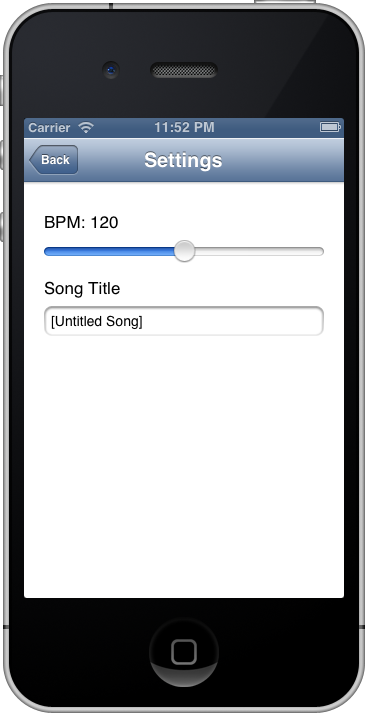 Carrier 11:52 PM
Back Settings
BPM: 120
Song Title
[Untitled Song]